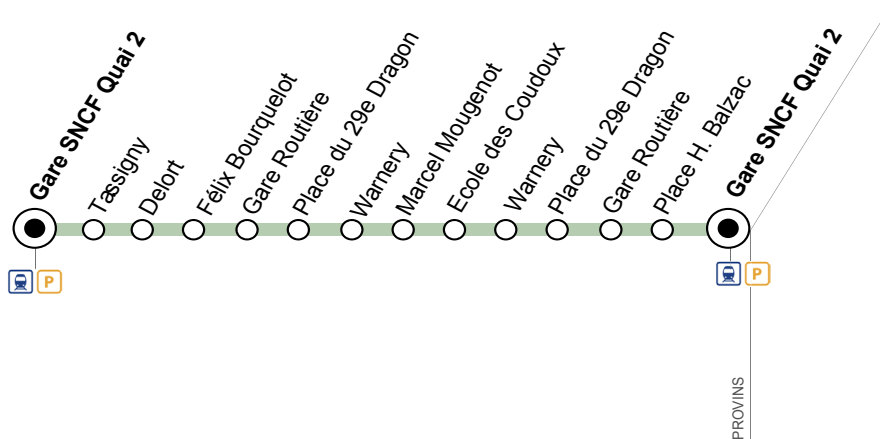 Gare SNCF Quai 2
Tassigny
Delort
Félix Bourquelot
Gare Routière
Place du 29e Dragon
Warnery
Marcel Mougenot
Ecole des Coudoux
Warnery
Place du 29e Dragon
Gare Routière
Place H. Balzac
Gare SNCF Quai 2
P
P
PROVINS